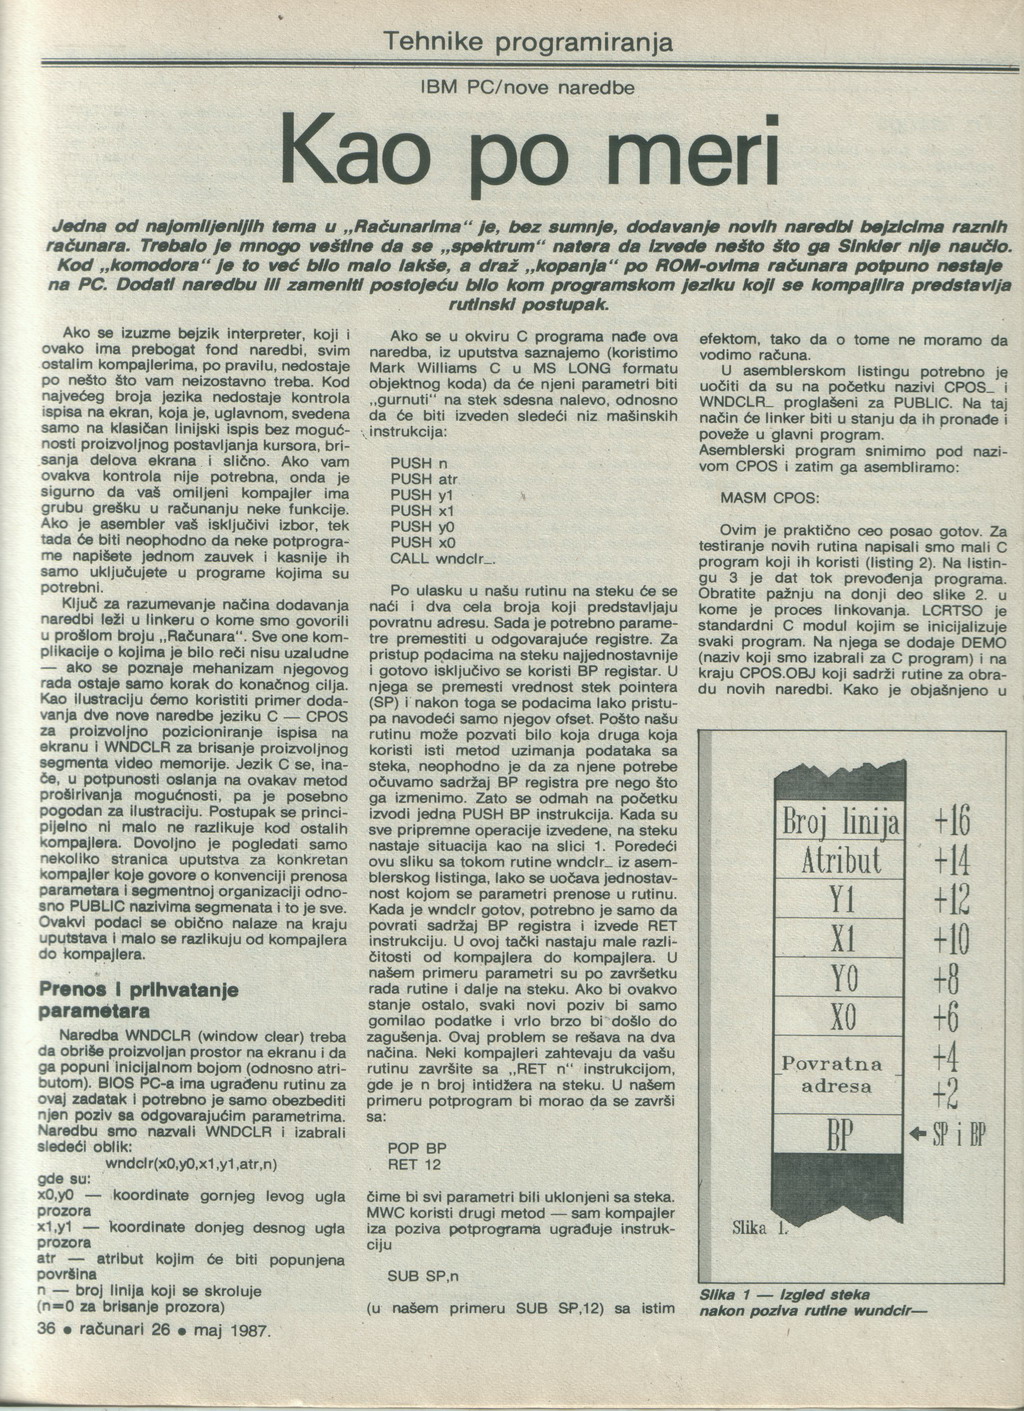 Tehnike programiranja
IBM PC/nove naredbe
Kao po meri
Jedna od najomiljenijih tema u „Računarima“ je, bez sumnje, dodavanje novih naredbi bejzicima raznih
računara. Trebalo je mnogo veštine da se „spektrum“ natera da izvede nešto što ga Sinkler nije naučio.
Kod „komodora“ je to već bilo malo lakše, a draž „kopanja“ po ROM-ovima računara potpuno nestaje
na PC. Dodati naredbu ili zameniti postojeću bilo kom programskom jeziku koji se kompajlira predstavlja
rutinski postupak.
Ako se izuzme bejzik interpreter, koji i
ovako ima prebogat fond naredbi, svim
ostalim kompajlerima, po pravilu, nedostaje
po nešto što vam neizostavno treba. Kod
najvećeg broja jezika nedostaje kontrola
ispisa na ekran, koja je, uglavnom, svedena
samo na klasičan linijski ispis bez moguć-
nosti proizvoljnog postavljanja kursora, bri-
sanja delova ekrana i slično. Ako vam
ovakva kontrola nije potrebna, onda je
sigurno da vaš omiljeni kompajler ima
grubu grešku u računanju neke funkcije.
Ako je asembler vaš isključivi izbor, tek
tada će biti neophodno da neke potprogra-
me napišete jednom zauvek i kasnije ih
samo uključujete u programe kojima su
potrebni.
Ključ za razumevanje načina dodavanja
naredbi leži u linkeru o kome smo govorili
u prošlom broju „Računara“. Sve one kom-
plikacije o kojima je bilo reči nisu uzaludne
— ako se poznaje mehanizam njegovog
rada ostaje samo korak do konačnog cilja.
Kao ilustraciju ćemo koristiti primer doda-
vanja dve nove naredbe jeziku C — CPOS
za proizvoljno pozicioniranje ispisa na
ekranu i WNDCLR za brisanje proizvoljnog
segmenta video memorije. Jezik C se, ina-
če, u potpunosti oslanja na ovakav metod
proširivanja mogućnosti, pa je posebno
pogodan za ilustraciju. Postupak se princi-
pijelno ni malo ne razlikuje kod ostalih
kompajlera. Dovoljno je pogledati samo
nekoliko stranica uputstva za konkretan
kompajler koje govore o konvenciji prenosa
parametara i segmentnoj organizaciji odno-
sno PUBLIC nazivima segmenata i to je sve.
Ovakvi podaci se obično nalaze na kraju
uputstava i malo se razlikuju od kompajlera
do kompajlera.
Prenos i prihvatanje
parametara
Naredba WNDCLR (window clear) treba
da obriše proizvoljan prostor na ekranu i da
ga popuni inicijalnom bojom (odnosno atri-
butom). BIOS PC-a ima ugrađenu rutinu za
ovaj zadatak i potrebno je samo obezbediti
njen poziv sa odgovarajućim parametrima.
Naredbu smo nazvali WNDCLR i izabrali
sledeći oblik:
wndclr(x0,y0,x1,y1,atr,n)
gde su:
x0,y0 — koordinate gornjeg levog ugla
prozora
x1,y1 — koordinate donjeg desnog ugla
prozora
atr — atribut kojim će biti popunjena
površina
n — broj linija koji se skroluje
(n=0 za brisanje prozora)
36 • računari 26 • maj 1987.
Ako se u okviru C programa nađe ova
naredba, iz uputstva saznajemo (koristimo
Mark Williams C u MS LONG formatu
objektnog koda) da će njeni parametri biti
„gurnuti“ na stek sdesna nalevo, odnosno
da će biti izveden sledeći niz mašinskih
instrukcija:
PUSH n
PUSH atr
PUSH y1
PUSH x1
PUSH y0
PUSH x0
CALL wndclr_.
Po ulasku u našu rutinu na steku će se
naći i dva cela broja koji predstavljaju
povratnu adresu. Sada je potrebno parame-
tre premestiti u odgovarajuće registre. Za
pristup podacima na steku najjednostavnije
i gotovo isključivo se koristi BP registar. U
njega se premesti vrednost stek pointera
(SP) i nakon toga se podacima lako pristu-
pa navodeći samo njegov ofset. Pošto našu
rutinu može pozvati bilo koja druga koja
koristi isti metod uzimanja podataka sa
steka, neophodno je da za njene potrebe
očuvamo sadržaj BP registra pre nego što
ga izmenimo. Zato se odmah na početku
izvodi jedna PUSH BP instrukcija. Kada su
sve pripremne operacije izvedene, na steku
nastaje situacija kao na slici 1. Poredeći
ovu sliku sa tokom rutine wndclr_ iz asem-
blerskog listinga, lako se uočava jednostav-
nost kojom se parametri prenose u rutinu.
Kada je wndclr gotov, potrebno je samo da
povrati sadržaj BP registra i izvede RET
instrukciju. U ovoj tački nastaju male razli-
čitosti od kompajlera do kompajlera. U
našem primeru parametri su po završetku
rada rutine i dalje na steku. Ako bi ovakvo
stanje ostalo, svaki novi poziv bi samo
gomilao podatke i vrlo brzo bi došlo do
zagušenja. Ovaj problem se rešava na dva
načina. Neki kompajleri zahtevaju da vašu
rutinu završite sa „RET n“ instrukcijom,
gde je n broj intidžera na steku. U našem
primeru potprogram bi morao da se završi
sa:
POP BP
RET 12
čime bi svi parametri bili uklonjeni sa steka.
MWC koristi drugi metod — sam kompajler
iza poziva potprograma ugrađuje instruk-
ciju
SUB SP,n
(u našem primeru SUB SP,12) sa istim
efektom, tako da o tome ne moramo da
vodimo računa.
U asemblerskom listingu potrebno je
uočiti da su na početku nazivi CPOS_ i
WNDCLR_ proglašeni za PUBLIC. Na taj
način će linker biti u stanju da ih pronađe i
poveže u glavni program.
Asemblerski program snimimo pod nazi-
vom CPOS i zatim ga asembliramo:
MASM CPOS:
Ovim je praktično ceo posao gotov. Za
testiranje novih rutina napisali smo mali C
program koji ih koristi (listing 2). Na listin-
gu 3 je dat tok prevođenja programa.
Obratite pažnju na donji deo slike 2. u
kome je proces linkovanja. LCRTSO je
standardni C modul kojim se inicijalizuje
svaki program. Na njega se dodaje DEMO
(naziv koji smo izabrali za C program) i na
kraju CPOS.OBJ koji sadrži rutine za obra-
du novih naredbi. Kako je objašnjeno u
Broj linija +16
Atribut +14
Y1 +12
X1 +10
Y0 +8
X0 +6
Povratna +4
adresa +2
BP ← SP i BP
Slika 1.
Slika 1 — Izgled steka
nakon poziva rutine wundclr—